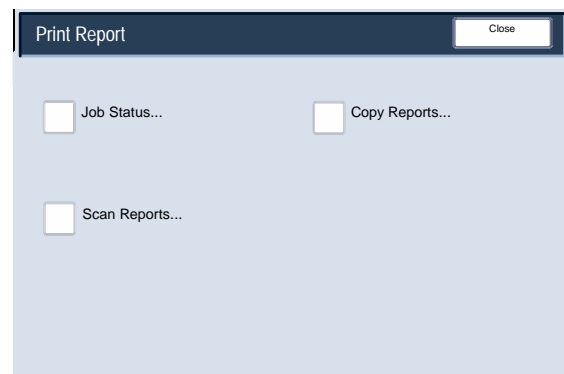 Print Report
Close
Job Status...
Copy Reports...
Scan Reports...